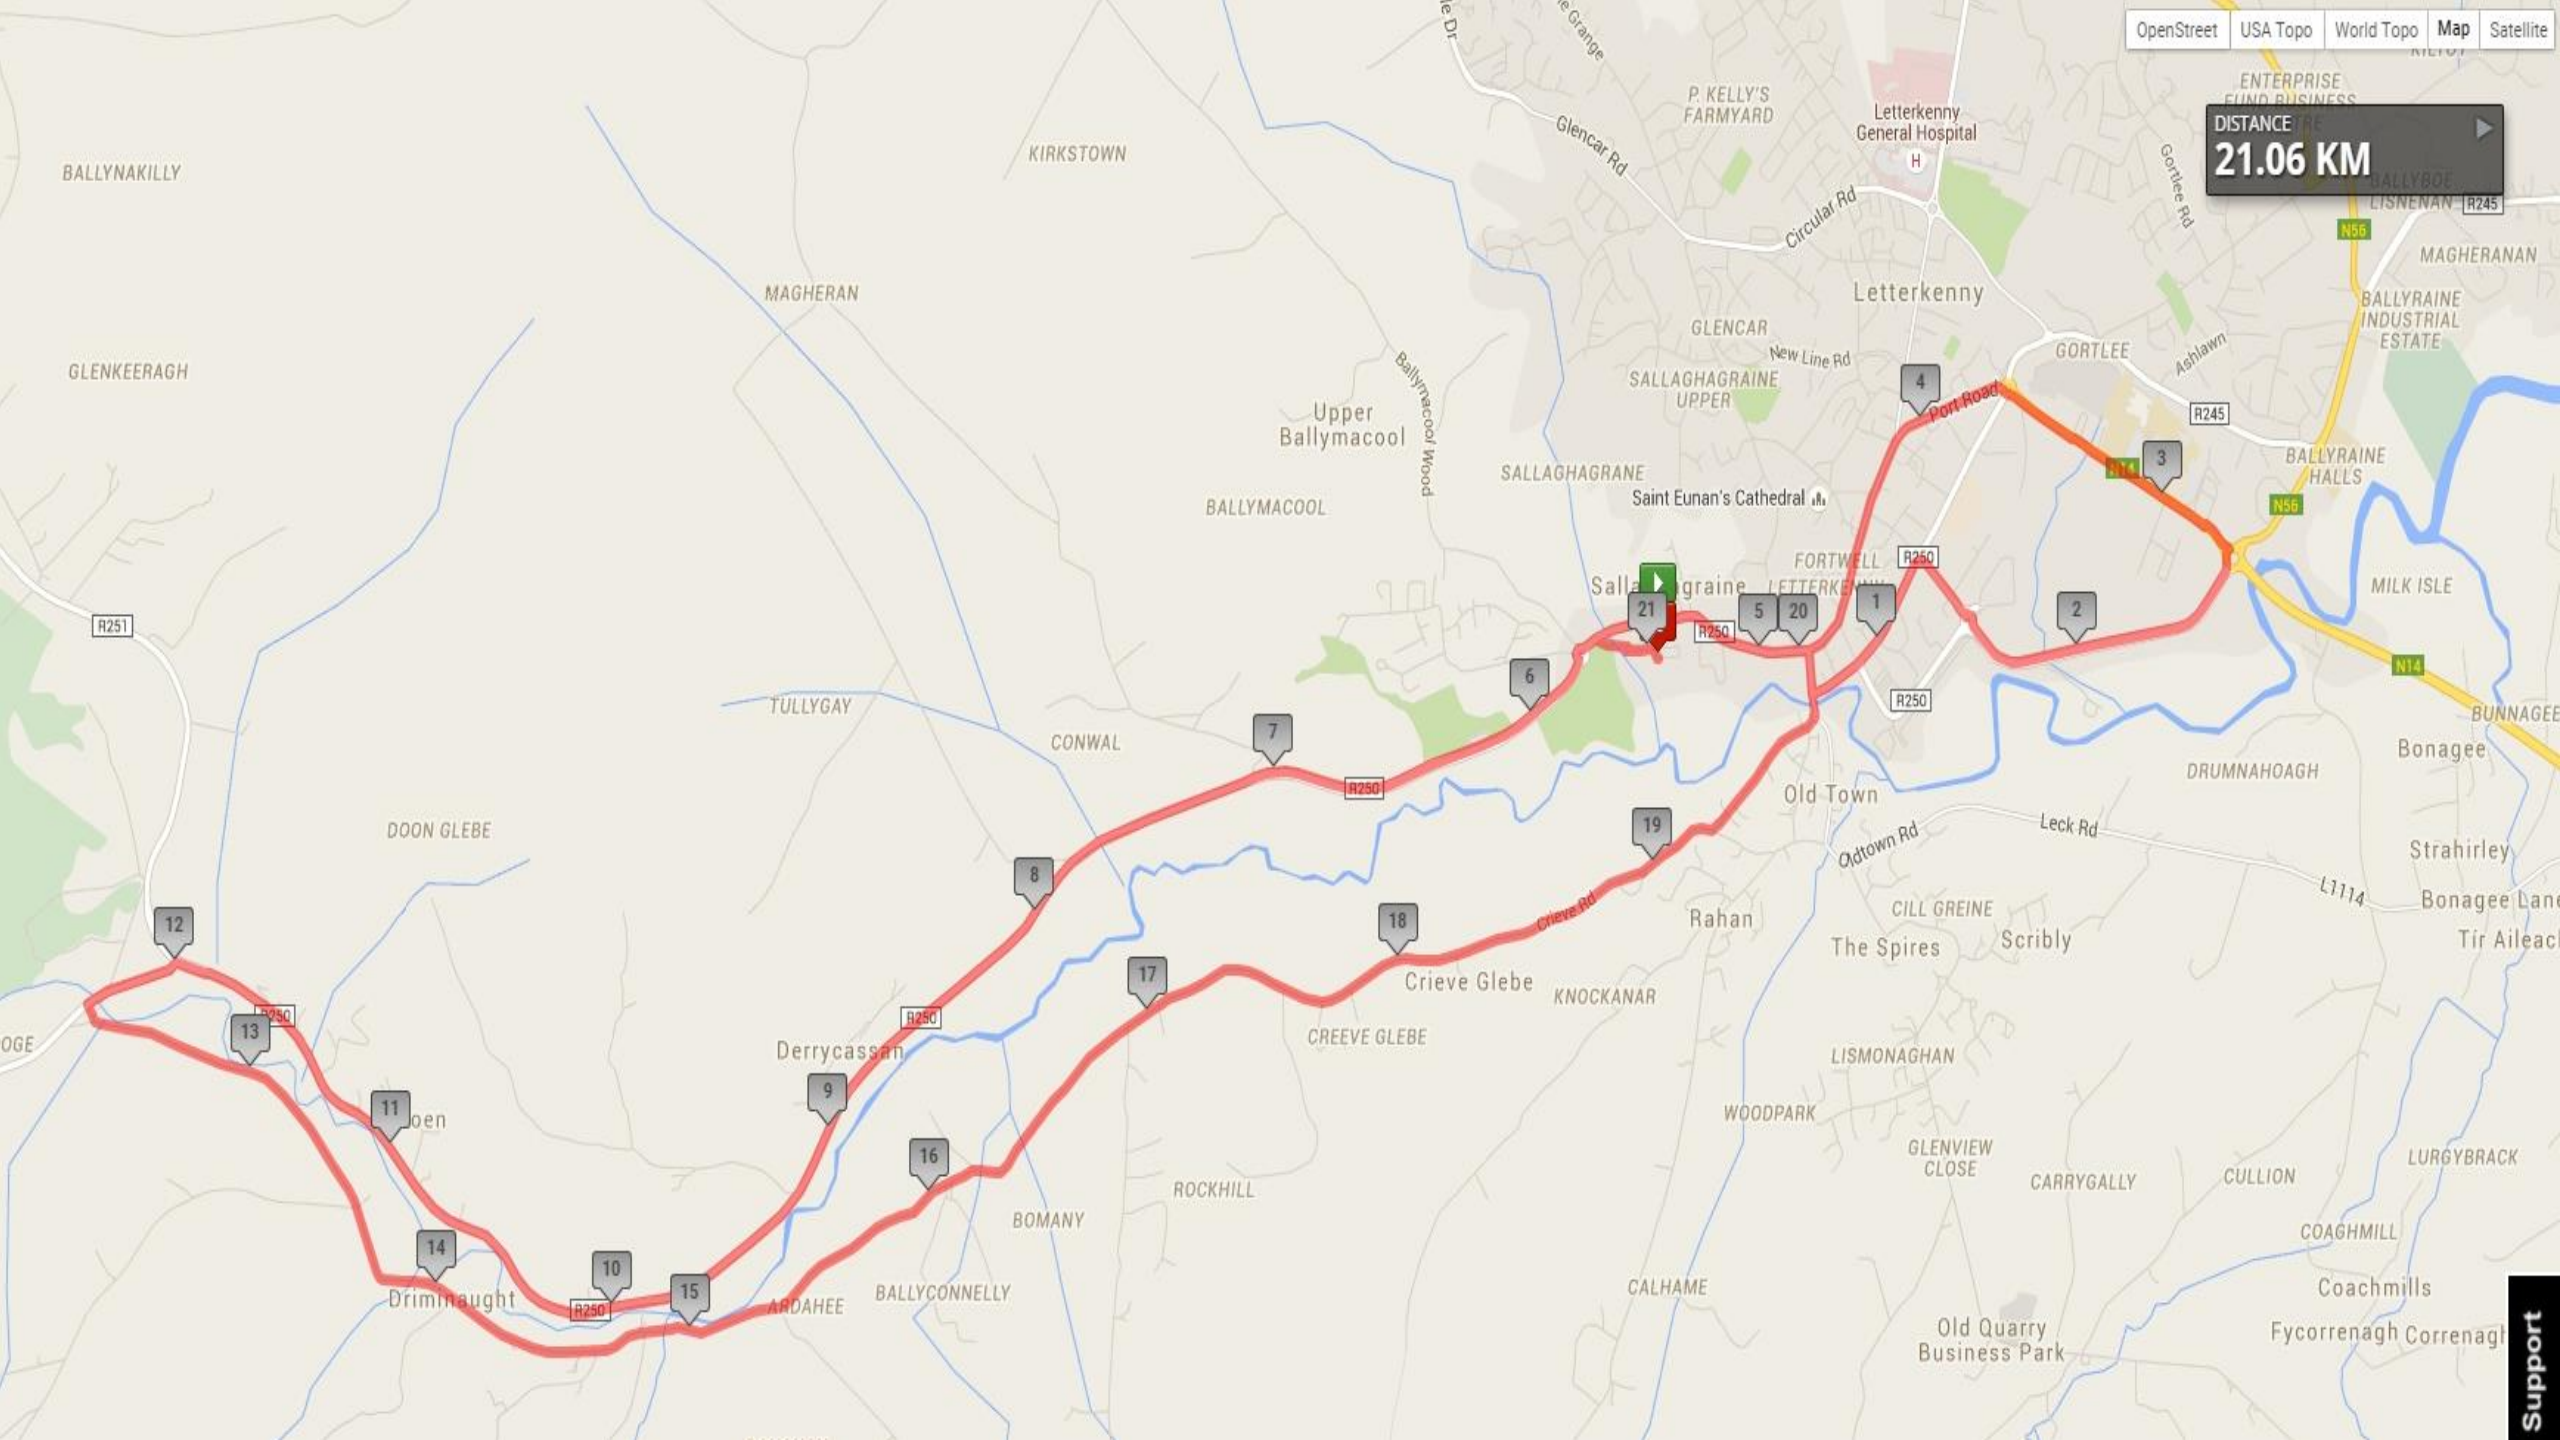 OpenStreet
USA Topo
World Topo
Map
Satellite
Glencar Rd
P. KELLY'S
FARMYARD
Letterkenny
General Hospital
H
ENTERPRISE
FUND BUSINESS
DISTANCE
21.06 KM
BALLYBOE
LISNENAN
R245
Circular Rd
Gortlee Rd
N56
MAGHERANAN
BALLYNAKILLY
KIRKSTOWN
MAGHERAN
Letterkenny
BALLYRAINE
INDUSTRIAL
ESTATE
GLENKEERAGH
GLENCAR
New Line Rd
GORTLEE
Ashlawn
SALLAGHAGRAINE
UPPER
4
Port Road
R245
Upper
Ballymacool
Ballymacool Wood
SALLAGHAGRANE
BALLYMACOOL
Saint Eunan's Cathedral
3
BALLYRAINE
HALLS
N56
FORTWELL
R250
MILK ISLE
R251
21
R250
5
20
1
2
N14
6
R250
TULLYGAY
CONWAL
7
R250
BUNNAGEE
Bonagee
DRUMNAHOAGH
Old Town
DOON GLEBE
19
Oldtown Rd
Leck Rd
Strahirley
8
L1114
Bonagee Lane
12
18
Crieve Rd
Rahan
CILL GREINE
The Spires
Scribly
17
Crieve Glebe
KNOCKANAR
R250
13
CREEVE GLEBE
Derrycassan
LISMONAGHAN
9
11
WOODPARK
16
GLENVIEW
CLOSE
LURGYBRACK
ROCKHILL
CARRYGALLY
CULLION
BOMANY
COAGHMILL
14
10
15
Driminaught
R250
ARDAHEE
BALLYCONNELLY
CALHAME
Coachmills
Old Quarry
Business Park
Fycorrenagh
Support